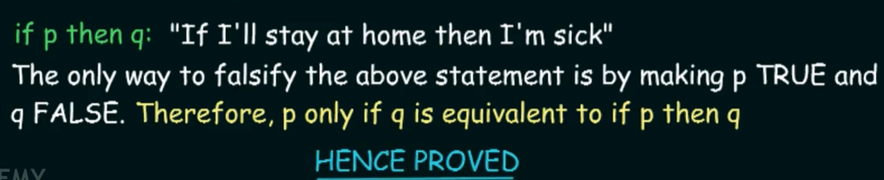 if p then q: "If I'll stay at home then I'm sick"
The only way to falsify the above statement is by making p TRUE and
q FALSE. Therefore, p only if q is equivalent to if p then q
HENCE PROVED
EMY